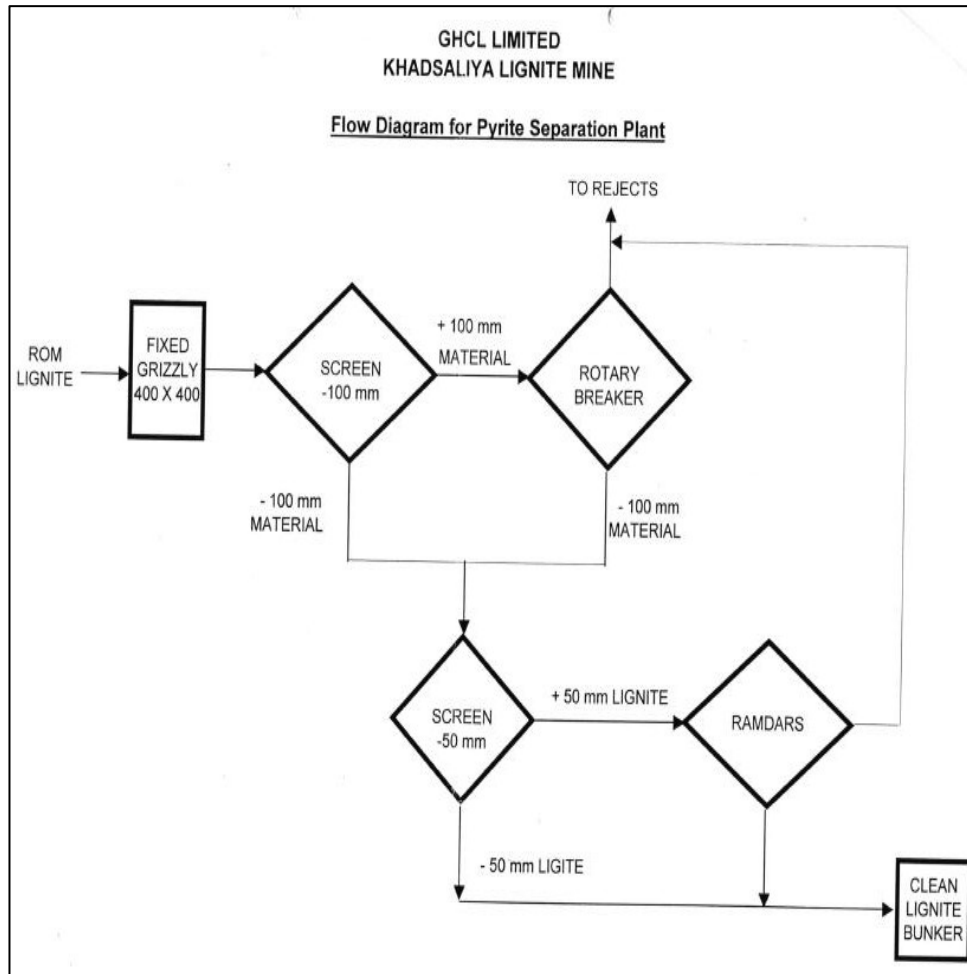 GHCL LIMITED
KHADSALIYA LIGNITE MINE
Flow Diagram for Pyrite Separation Plant
TO REJECTS
ROM
LIGNITE
FIXED
GRIZZLY
400 X 400
SCREEN
-100 mm
+ 100 mm
MATERIAL
ROTARY
BREAKER
- 100 mm
MATERIAL
- 100 mm
MATERIAL
SCREEN
-50 mm
+ 50 mm LIGNITE
RAMDARS
- 50 mm LIGITE
CLEAN
LIGNITE
BUNKER